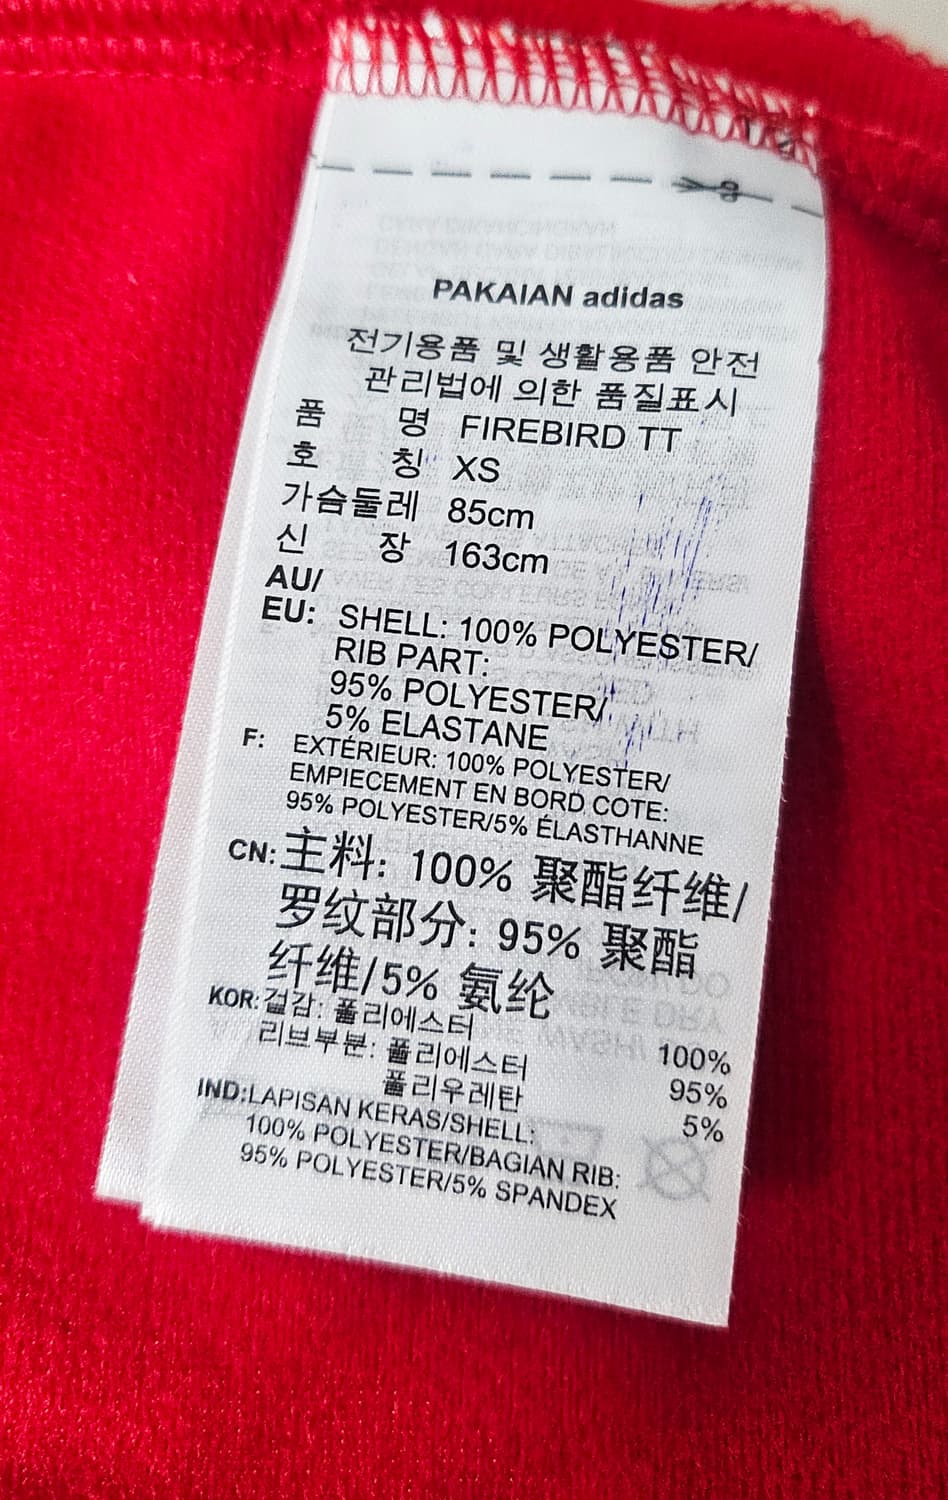 PAKAIAN adidas
전기용품 및 생활용품 안전
관리법에 의한 품질표시
품 명 FIREBIRD TT
호 칭 XS
가슴둘레 85cm
신 장 163cm
AU/
EU: SHELL: 100% POLYESTER/
RIB PART:
95% POLYESTER/
5% ELASTANE
F: EXTÉRIEUR: 100% POLYESTER/
EMPIECEMENT EN BORD COTE:
95% POLYESTER/5% ÉLASTHANNE
CN: 主料: 100% 聚酯纤维/
罗纹部分: 95% 聚酯
纤维/5% 氨纶
KOR: 겉감: 폴리에스터 100%
리브부분: 폴리에스터 95%
폴리우레탄 5%
IND: LAPISAN KERAS/SHELL:
100% POLYESTER/BAGIAN RIB:
95% POLYESTER/5% SPANDEX